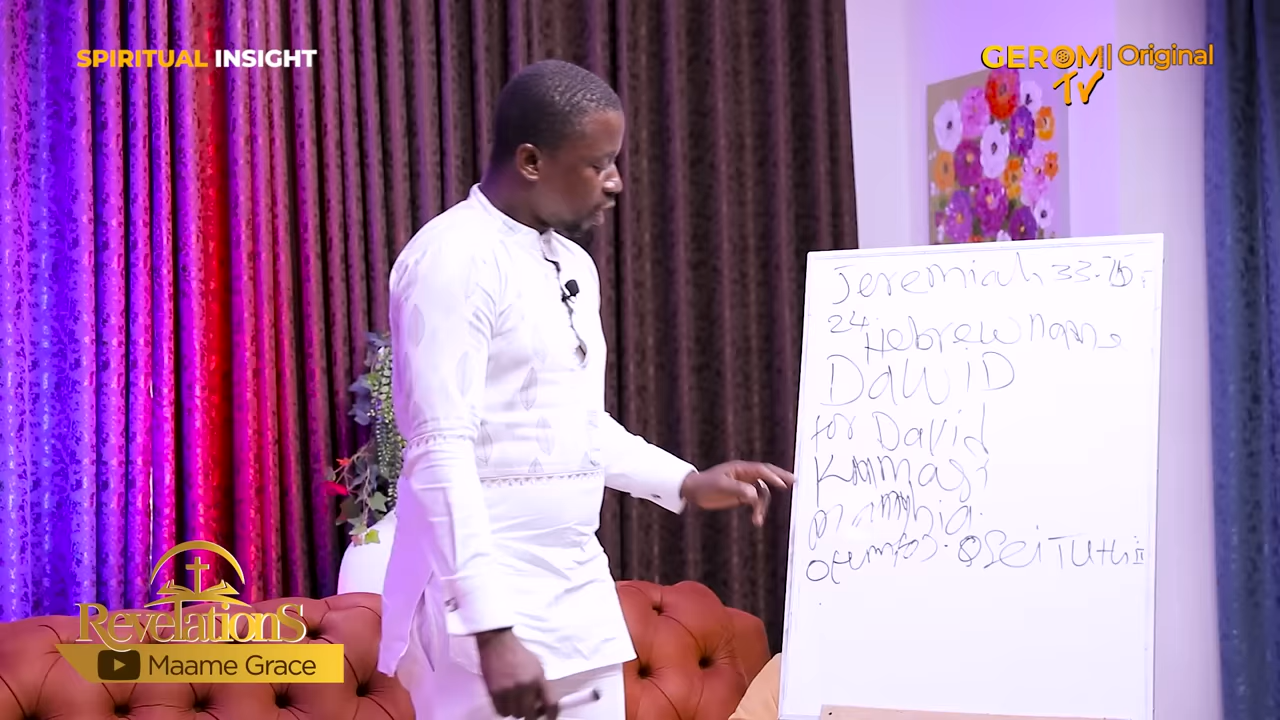 SPIRITUAL INSIGHT
GEROM TV | Original
Jeremiah 33-15:
24 Hebrew name
DaWID
for David
Kumasi
Otumfo. OSei Tutu II
Revelations
Maame Grace